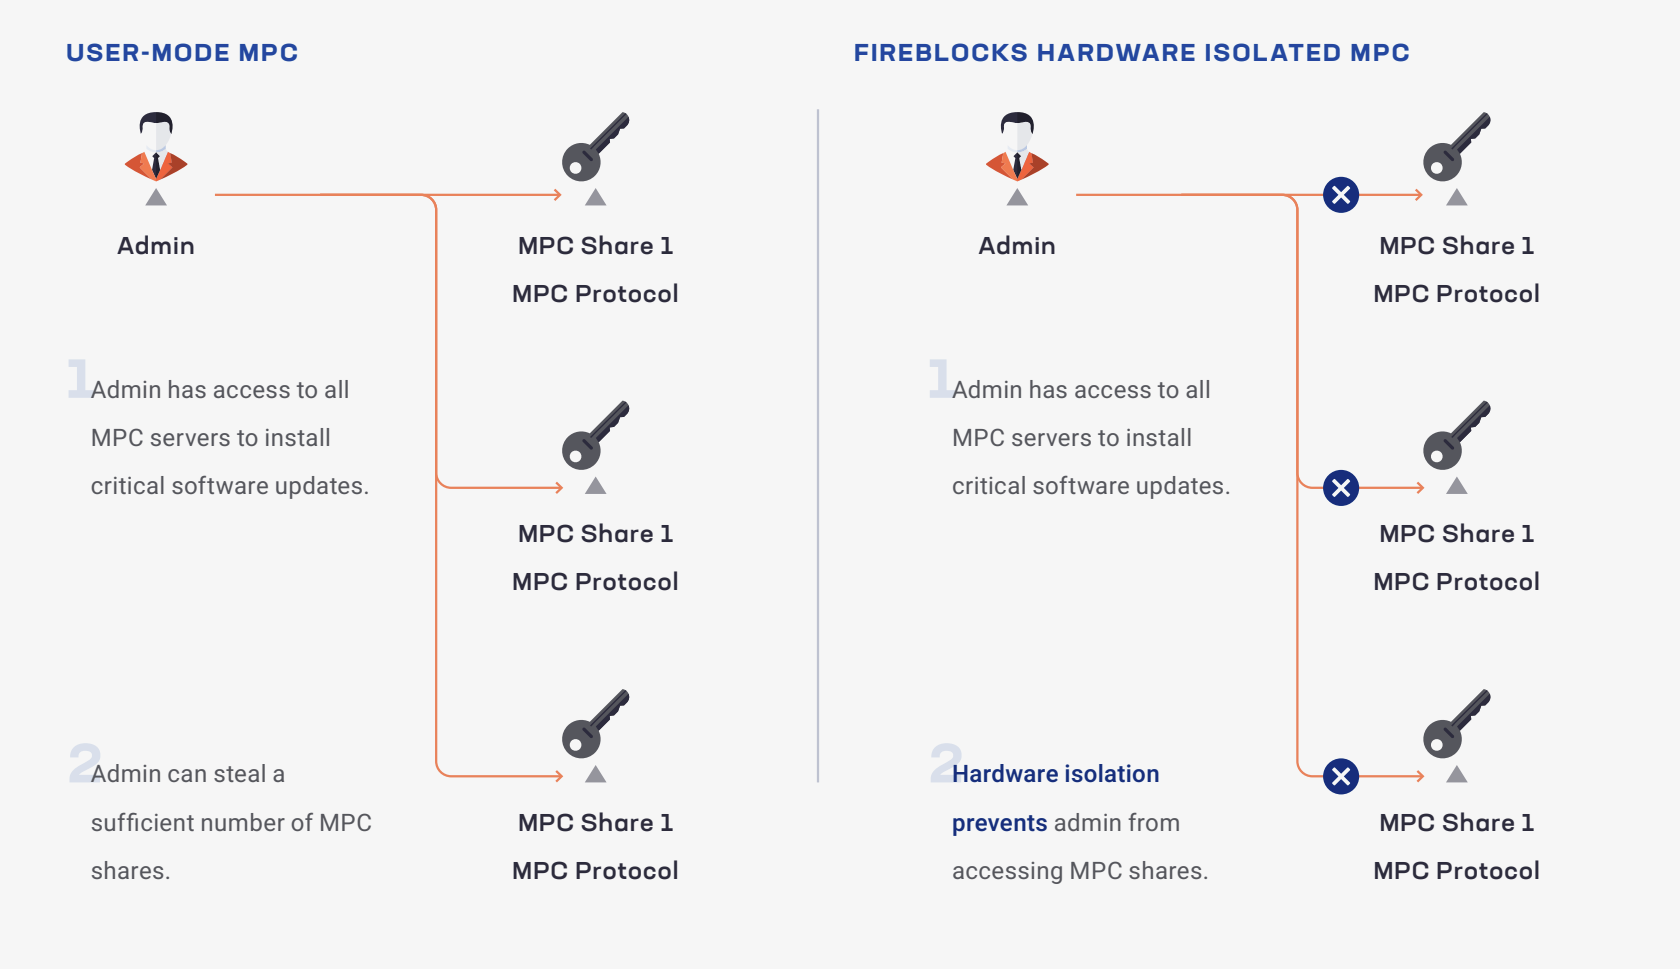 USER-MODE MPC
Admin
MPC Share 1
MPC Protocol
1
Admin has access to all
MPC servers to install
critical software updates.
MPC Share 1
MPC Protocol
2
Admin can steal a
sufficient number of MPC
shares.
MPC Share 1
MPC Protocol
FIREBLOCKS HARDWARE ISOLATED MPC
Admin
MPC Share 1
MPC Protocol
1
Admin has access to all
MPC servers to install
critical software updates.
MPC Share 1
MPC Protocol
2
Hardware isolation
prevents admin from
accessing MPC shares.
MPC Share 1
MPC Protocol